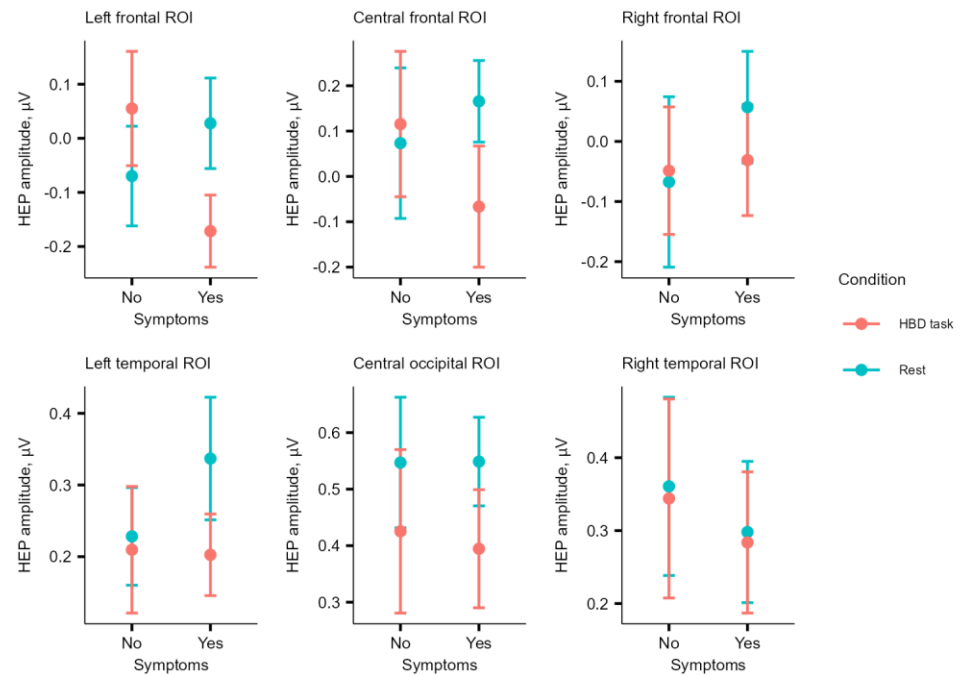 Left frontal ROI
Central frontal ROI
Right frontal ROI
HEP amplitude, µV
0.1
0.0
-0.1
-0.2
No Yes
Symptoms
HEP amplitude, µV
0.2
0.1
0.0
-0.1
-0.2
No Yes
Symptoms
HEP amplitude, µV
0.1
0.0
-0.1
-0.2
No Yes
Symptoms
Condition
HBD task
Rest
Left temporal ROI
Central occipital ROI
Right temporal ROI
HEP amplitude, µV
0.4
0.3
0.2
No Yes
Symptoms
HEP amplitude, µV
0.6
0.5
0.4
0.3
No Yes
Symptoms
HEP amplitude, µV
0.4
0.3
0.2
No Yes
Symptoms